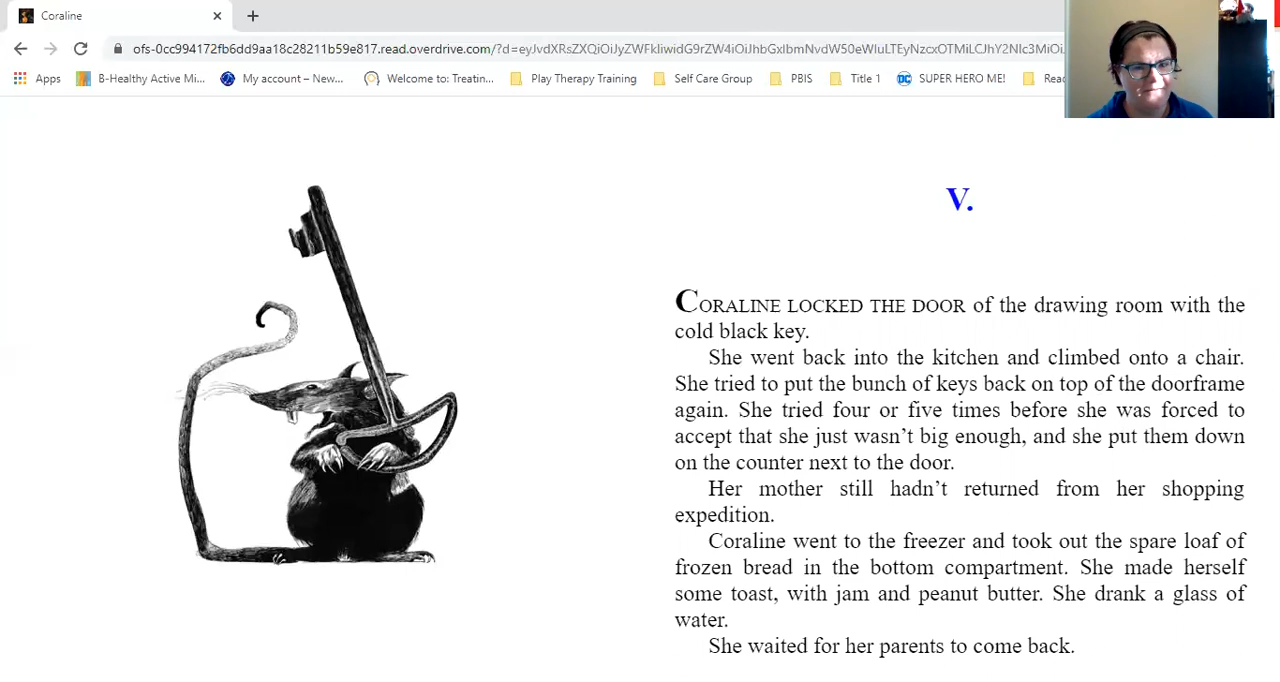 Coraline
ofs-0cc994172fb6dd9aa18c28211b59e817.read.overdrive.com/?d=
Apps B-Healthy Active Mi... My account – New... Welcome to: Treatin... Play Therapy Training Self Care Group PBIS Title 1 SUPER HERO ME! Read
V.
CORALINE LOCKED THE DOOR of the drawing room with the
cold black key.
She went back into the kitchen and climbed onto a chair.
She tried to put the bunch of keys back on top of the doorframe
again. She tried four or five times before she was forced to
accept that she just wasn't big enough, and she put them down
on the counter next to the door.
Her mother still hadn't returned from her shopping
expedition.
Coraline went to the freezer and took out the spare loaf of
frozen bread in the bottom compartment. She made herself
some toast, with jam and peanut butter. She drank a glass of
water.
She waited for her parents to come back.